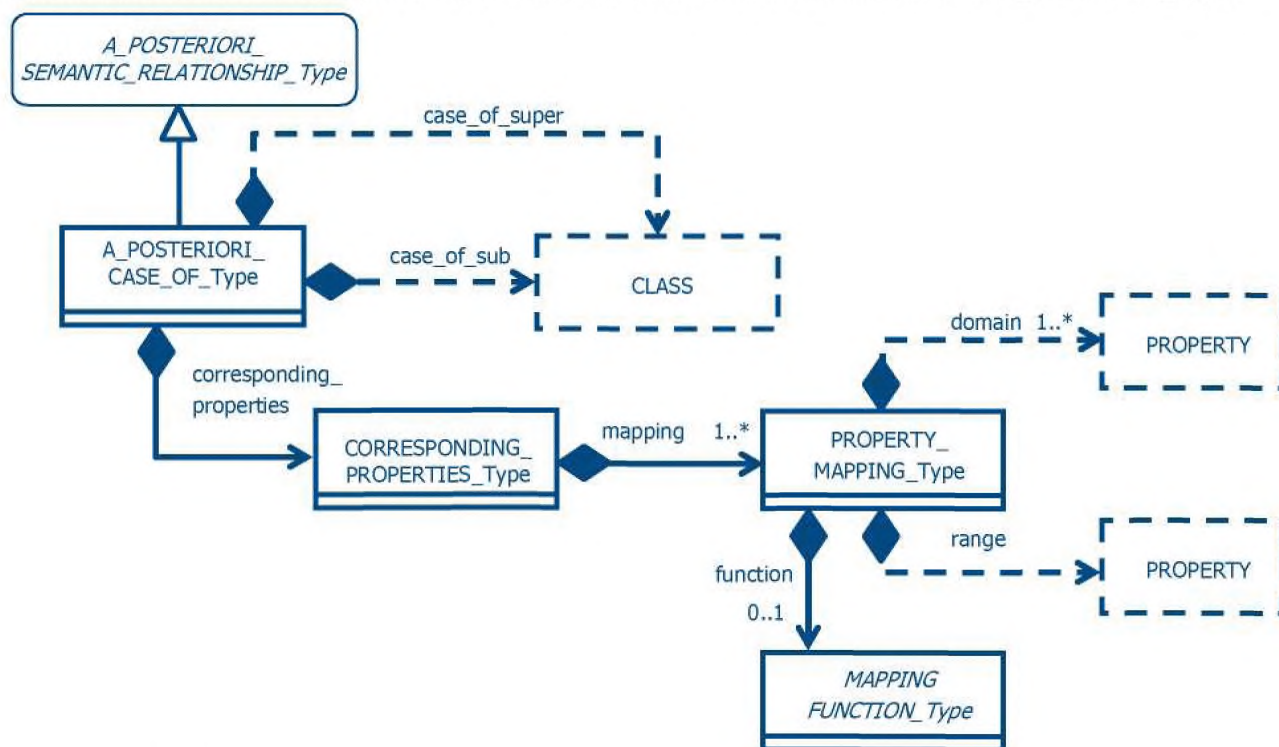 A_POSTERIORI_
SEMANTIC_RELATIONSHIP_Type
case_of_super
A_POSTERIORI_
CASE_OF_Type
case_of_sub
CLASS
domain 1..*
PROPERTY
corresponding_
properties
CORRESPONDING_
PROPERTIES_Type
mapping 1..*
PROPERTY_
MAPPING_Type
range
PROPERTY
function
0..1
MAPPING
FUNCTION_Type